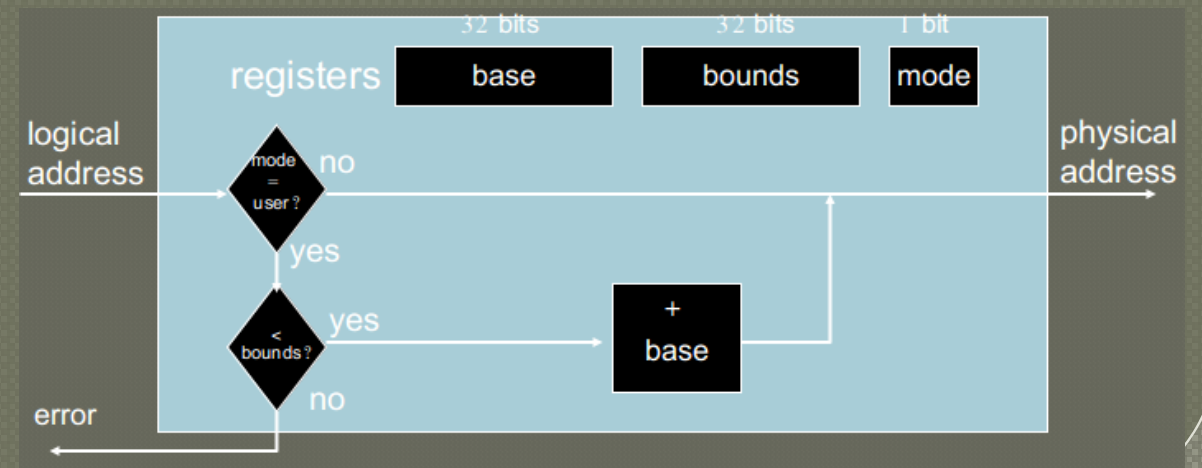 32 bits
32 bits
1 bit
registers
base
bounds
mode
logical
address
physical
address
mode
=
user?
no
yes
<
bounds?
yes
no
+
base
error